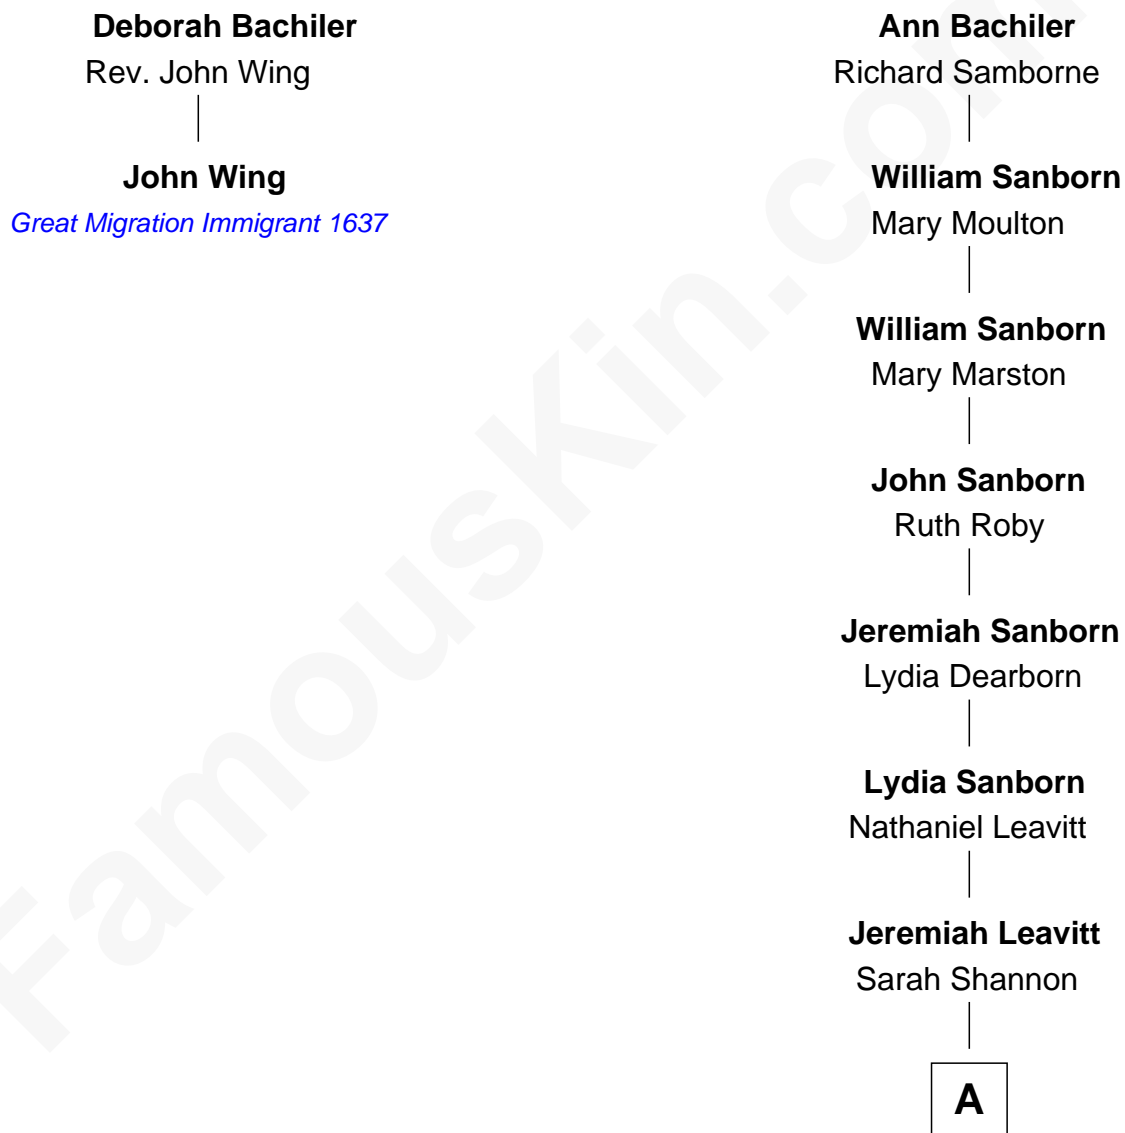 Deborah Bachiler
Rev. John Wing
John Wing
Great Migration Immigrant 1637
Ann Bachiler
Richard Samborne
William Sanborn
Mary Moulton
William Sanborn
Mary Marston
John Sanborn
Ruth Roby
Jeremiah Sanborn
Lydia Dearborn
Lydia Sanborn
Nathaniel Leavitt
Jeremiah Leavitt
Sarah Shannon
A
FamousKin.com